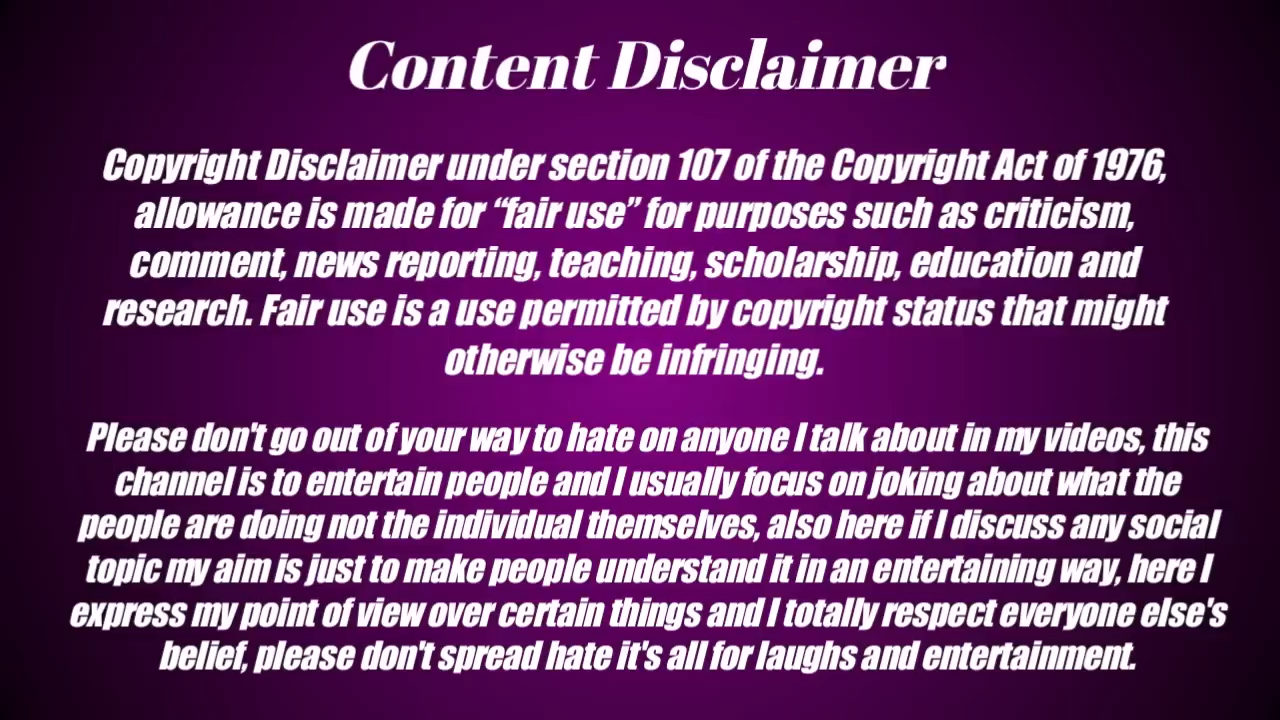 Content Disclaimer
Copyright Disclaimer under section 107 of the Copyright Act of 1976,
allowance is made for “fair use” for purposes such as criticism,
comment, news reporting, teaching, scholarship, education and
research. Fair use is a use permitted by copyright status that might
otherwise be infringing.
Please don't go out of your way to hate on anyone I talk about in my videos, this
channel is to entertain people and I usually focus on joking about what the
people are doing not the individual themselves, also here if I discuss any social
topic my aim is just to make people understand it in an entertaining way, here I
express my point of view over certain things and I totally respect everyone else's
belief, please don't spread hate it's all for laughs and entertainment.